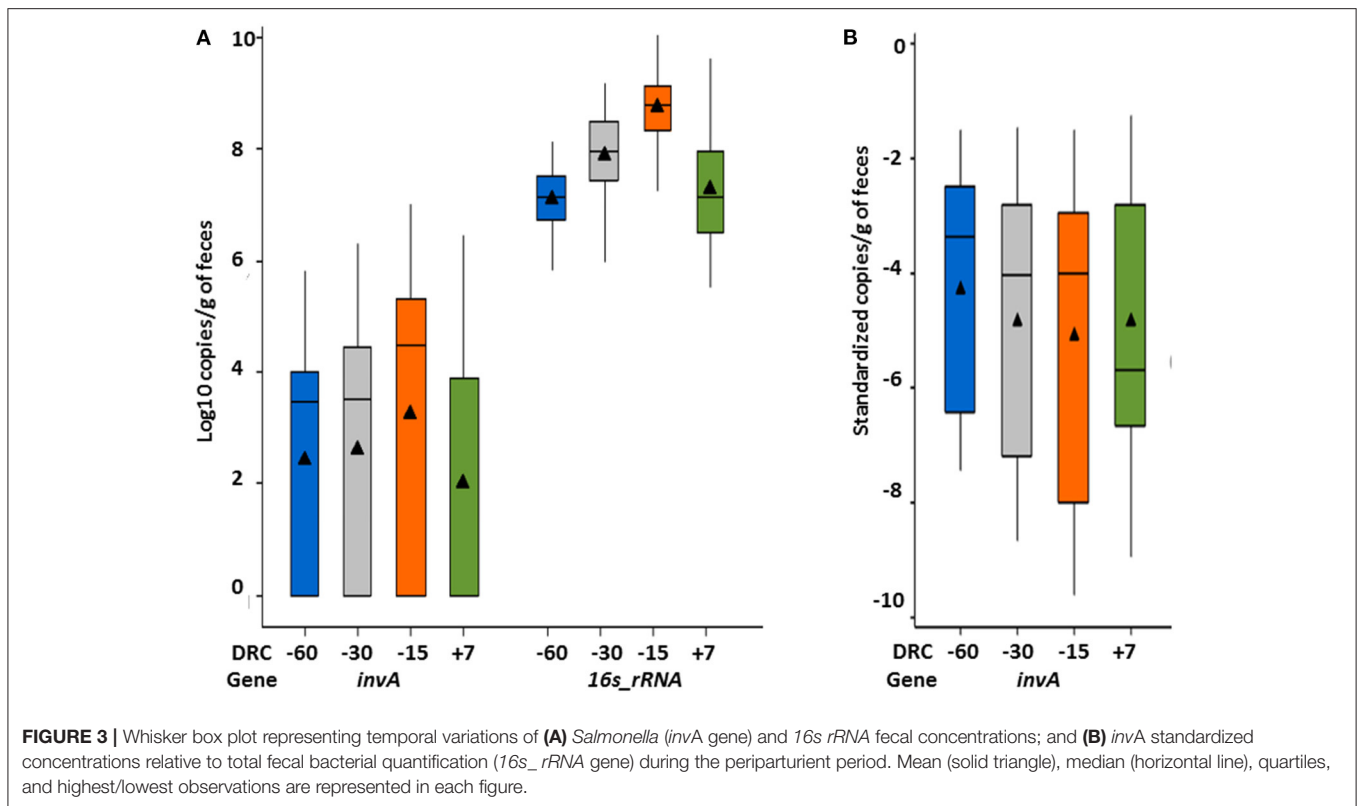 A
10
8
6
4
2
0
Log10 copies/g of feces
DRC -60 -30 -15 +7 -60 -30 -15 +7
Gene invA 16s_rRNA
B
0
-2
-4
-6
-8
-10
Standardized copies/g of feces
DRC -60 -30 -15 +7
Gene invA
FIGURE 3 | Whisker box plot representing temporal variations of (A) Salmonella (invA gene) and 16s rRNA fecal concentrations; and (B) invA standardized
concentrations relative to total fecal bacterial quantification (16s_ rRNA gene) during the periparturient period. Mean (solid triangle), median (horizontal line), quartiles,
and highest/lowest observations are represented in each figure.